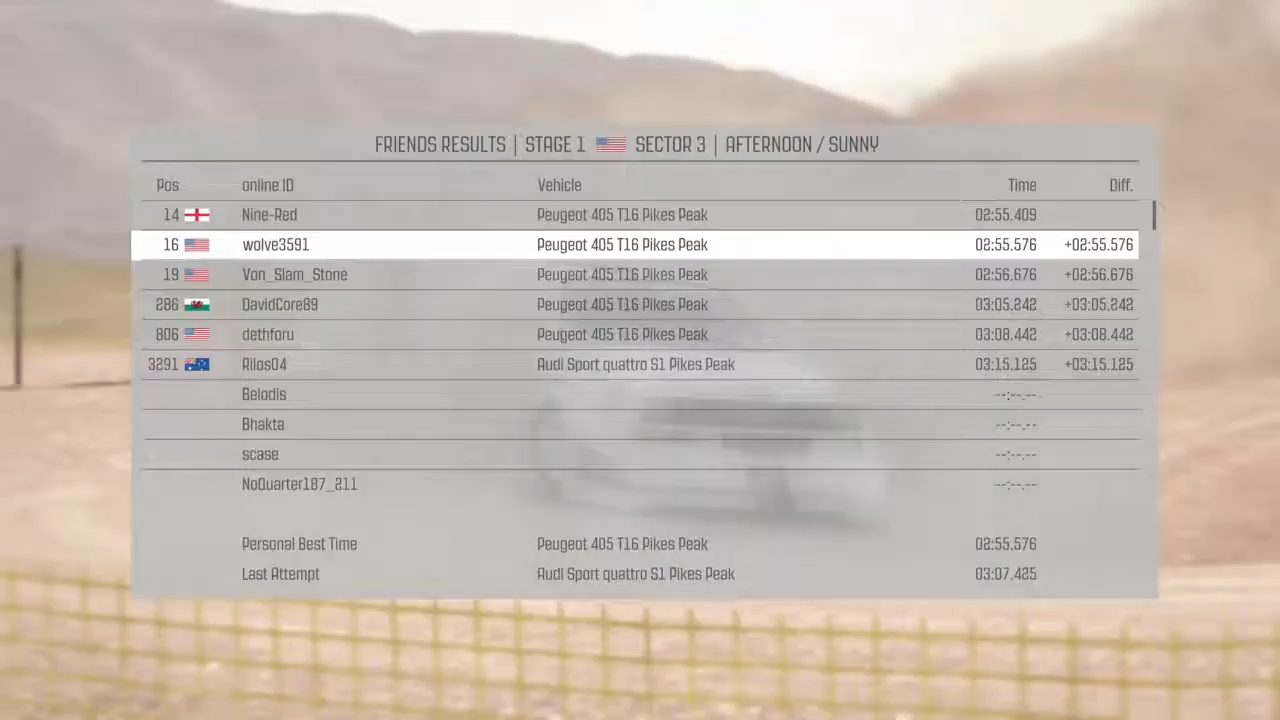 FRIENDS RESULTS | STAGE 1 SECTOR 3 | AFTERNOON / SUNNY
Pos online ID Vehicle Time Diff.
14 Nine-Red Peugeot 405 T16 Pikes Peak 02:55.409
16 wolve3591 Peugeot 405 T16 Pikes Peak 02:55.576 +02:55.576
19 Von_Slam_Stone Peugeot 405 T16 Pikes Peak 02:56.676 +02:56.676
286 DavidCore89 Peugeot 405 T16 Pikes Peak 03:05.242 +03:05.242
806 dethforu Peugeot 405 T16 Pikes Peak 03:08.442 +03:08.442
3291 Rilos04 Audi Sport quattro S1 Pikes Peak 03:15.125 +03:15.125
Belodis --:--.--
Bhakta --:--.--
scase --:--.--
NoQuarter187_211 --:--.--
Personal Best Time Peugeot 405 T16 Pikes Peak 02:55.576
Last Attempt Audi Sport quattro S1 Pikes Peak 03:07.425